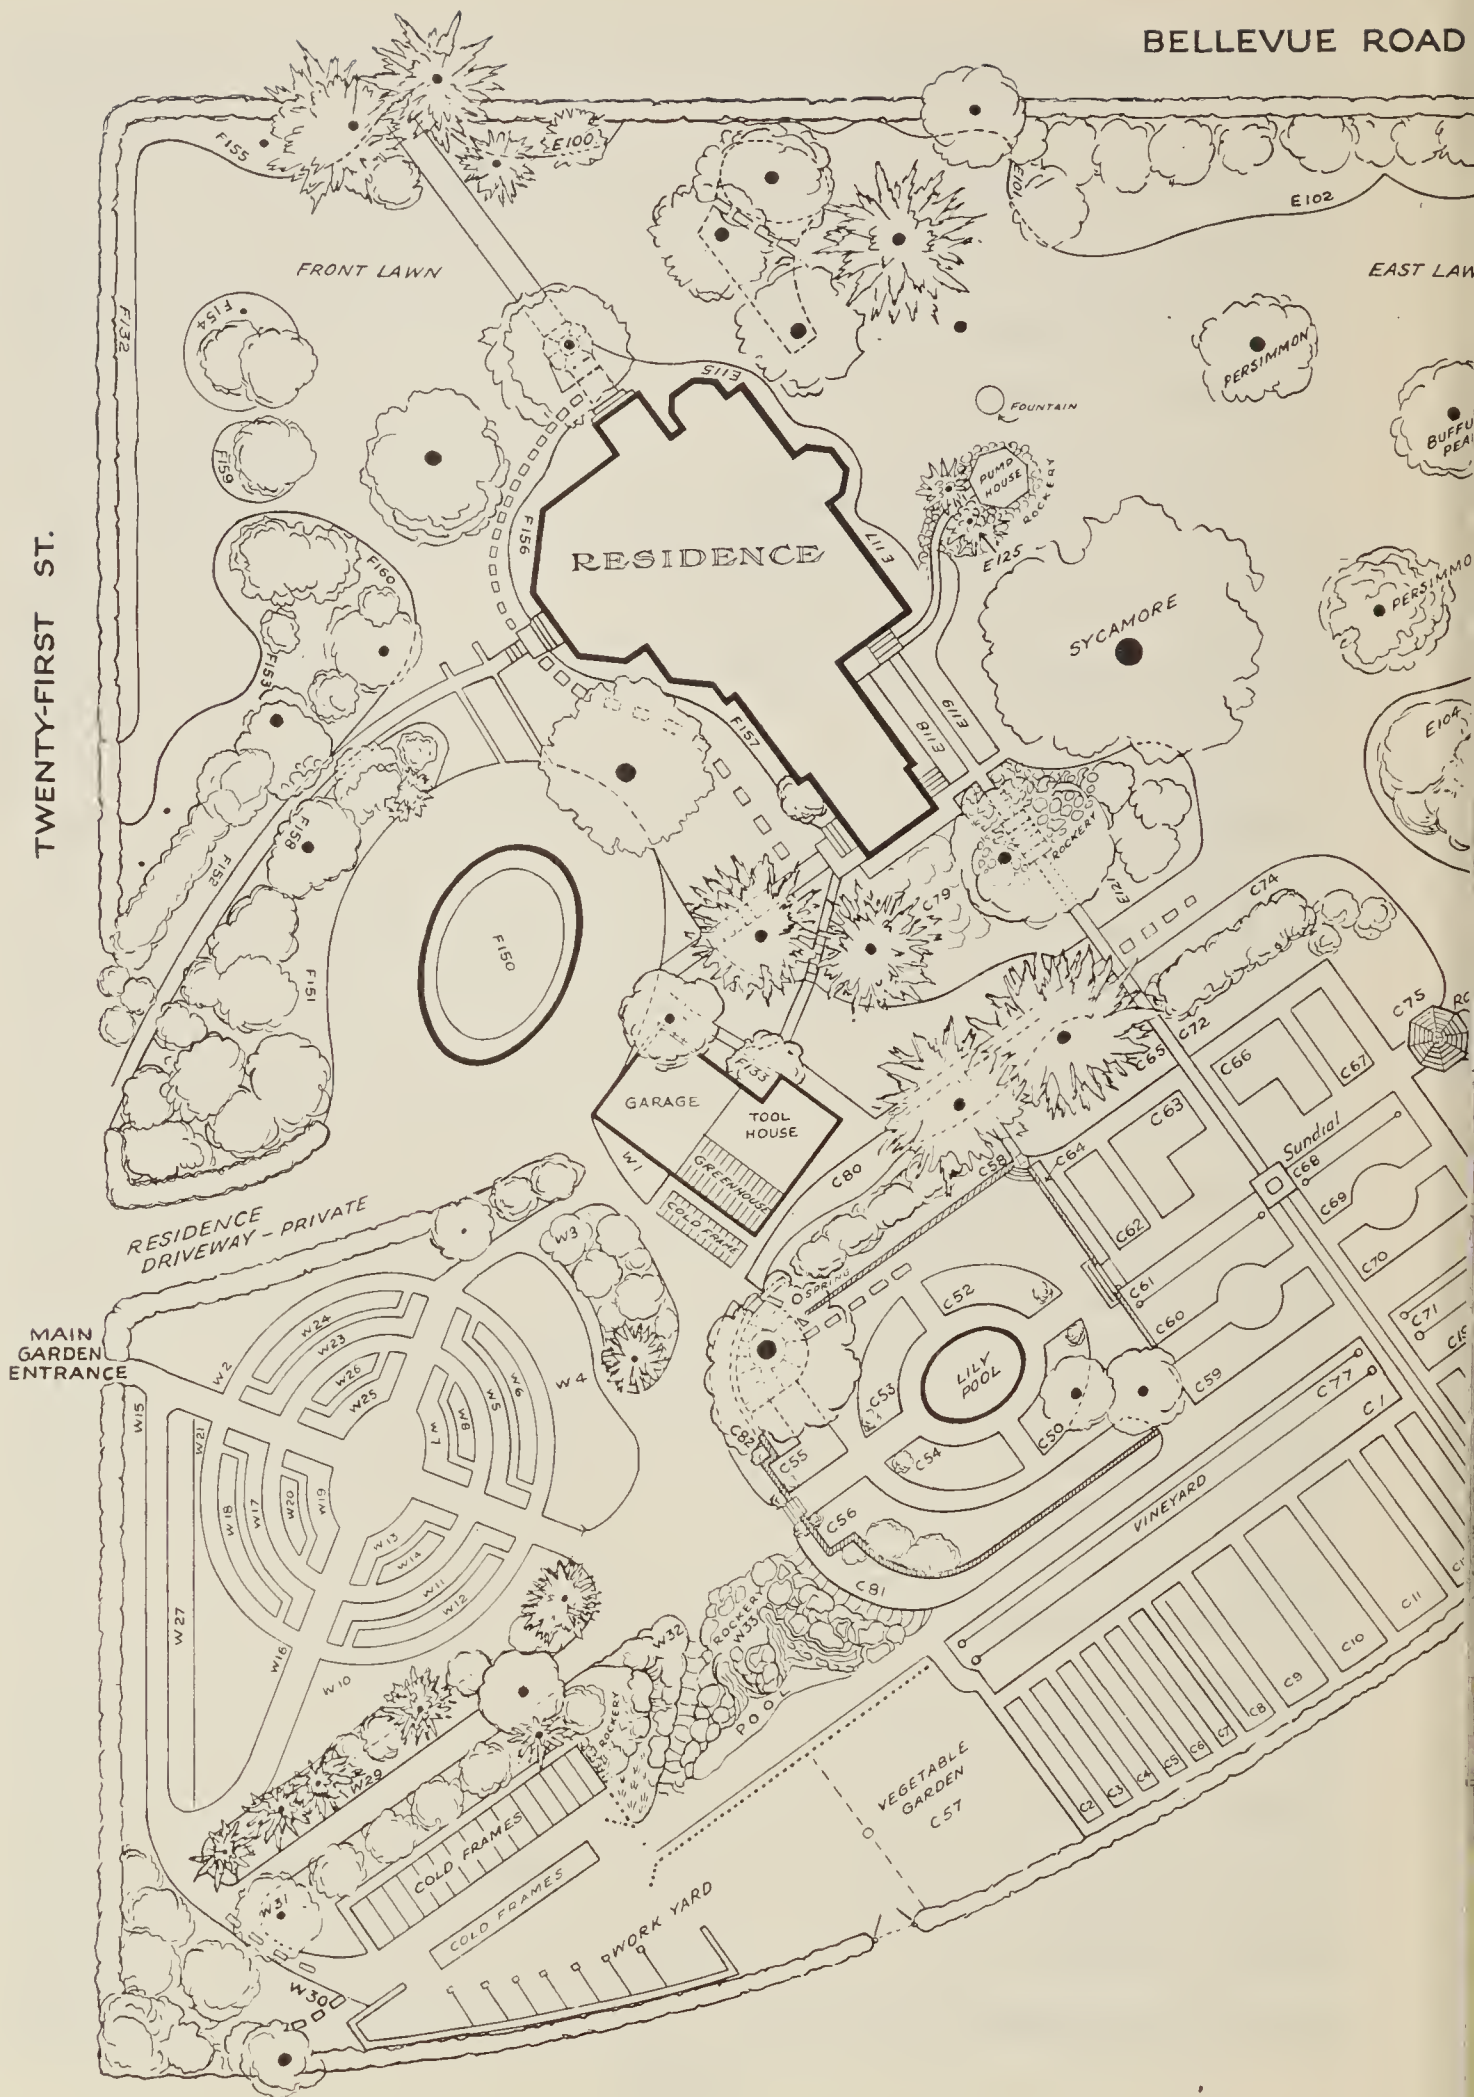 BELLEVUE ROAD
TWENTY-FIRST ST.
F155
E100
E101
E102
FRONT LAWN
EAST LAW
F132
F154
E115
PERSIMMON
FOUNTAIN
BUFFU
PEA
F159
PUMP
HOUSE
ROCKERY
F156
RESIDENCE
E117
E125
F160
SYCAMORE
PERSIMMO
F153
E119
E118
E104
F157
F158
ROCKERY
F152
C79
E121
C74
F150
F151
C75
RO
C72
C65
C66
C67
F133
GARAGE
TOOL
HOUSE
C63
Sundial
W1
GREENHOUSE
COLD FRAME
C80
C58
C64
C68
C69
C62
C70
RESIDENCE
DRIVEWAY - PRIVATE
W3
SPRING
C61
C60
C71
C52
MAIN
GARDEN
ENTRANCE
W24
W23
W26
W25
W2
W4
W6
W5
W8
W7
C53
LILY
POOL
C59
C77
C1
W15
W21
C82
C55
C54
C50
W18
W17
W20
W19
C56
VINEYARD
W13
W14
W11
W12
C81
C11
W27
W16
W10
W32
ROCKERY
W33
POOL
C10
C9
C8
C7
C6
C5
C4
C3
C2
ROCKERY
W29
VEGETABLE
GARDEN
C57
COLD FRAMES
COLD FRAMES
W31
WORK YARD
W30